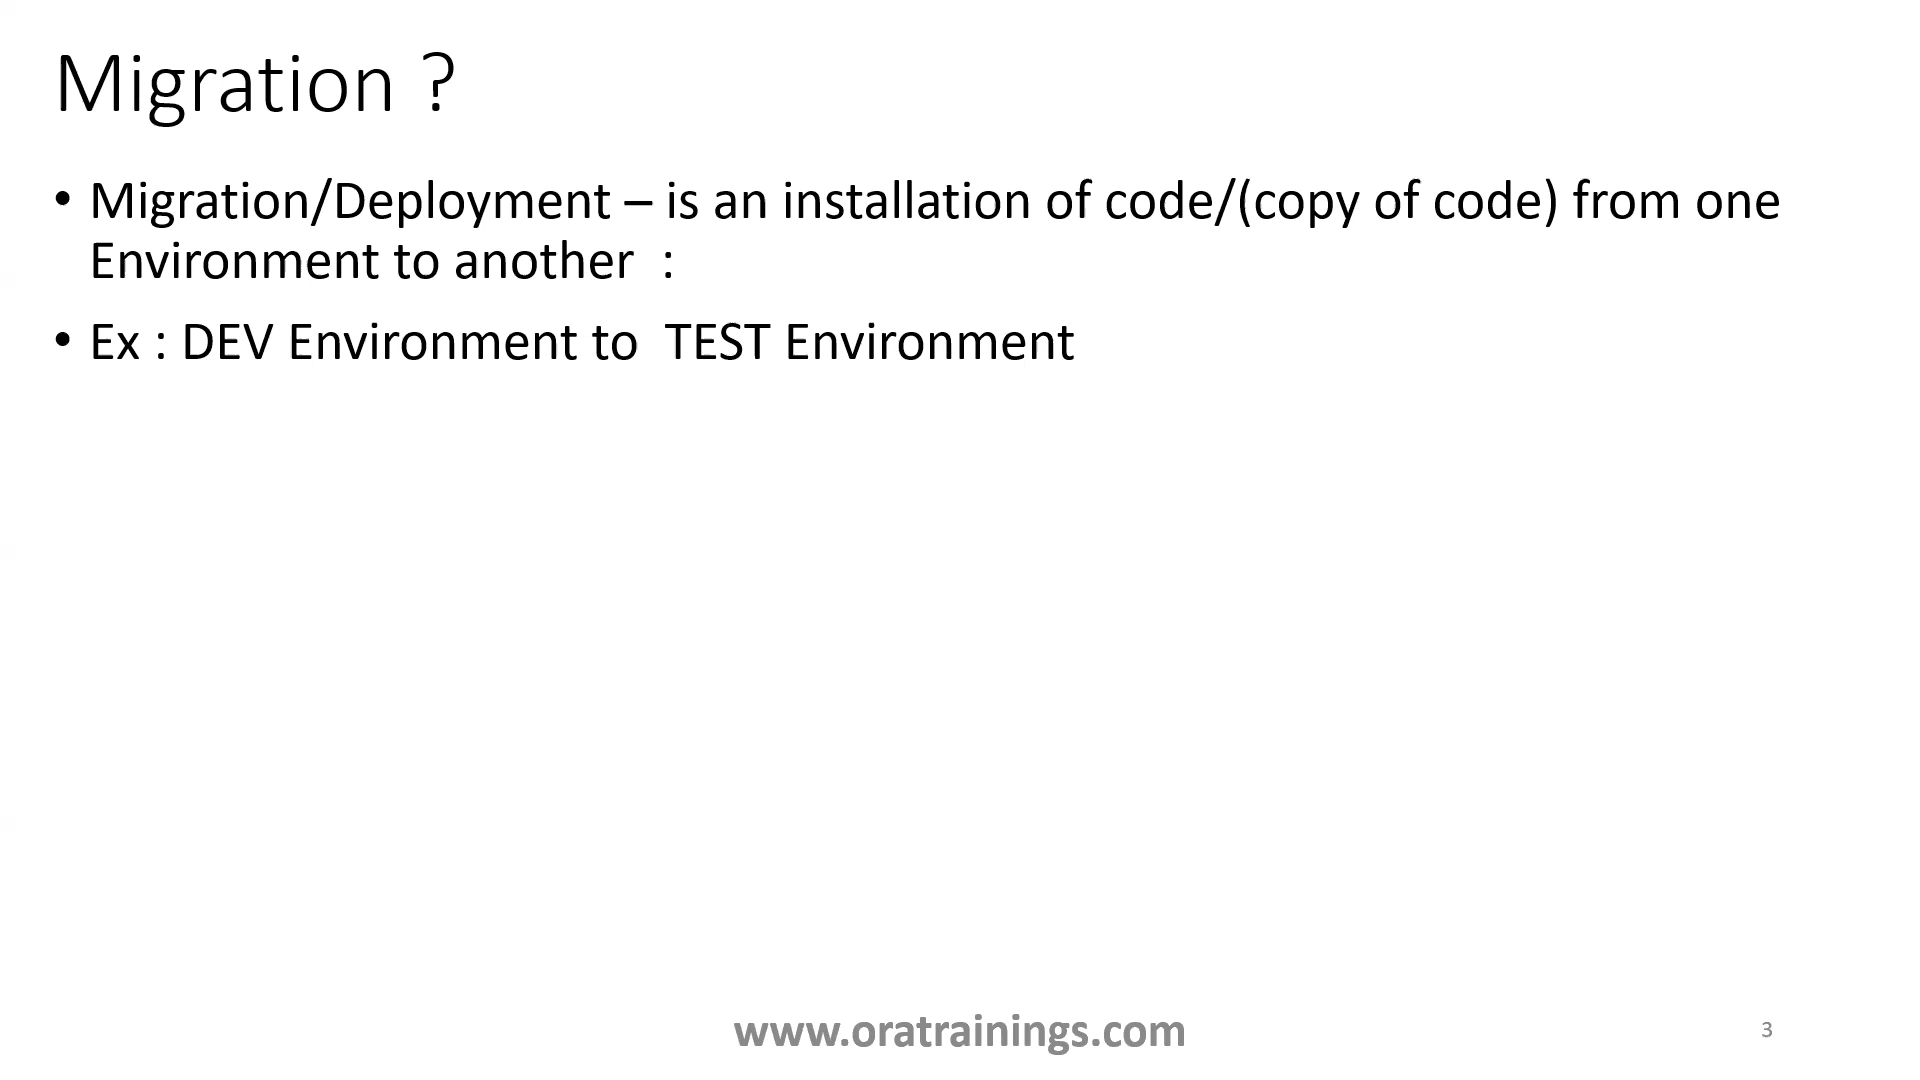 Migration ?
• Migration/Deployment – is an installation of code/(copy of code) from one
Environment to another  :
• Ex : DEV Environment to  TEST Environment
www.oratrainings.com
3